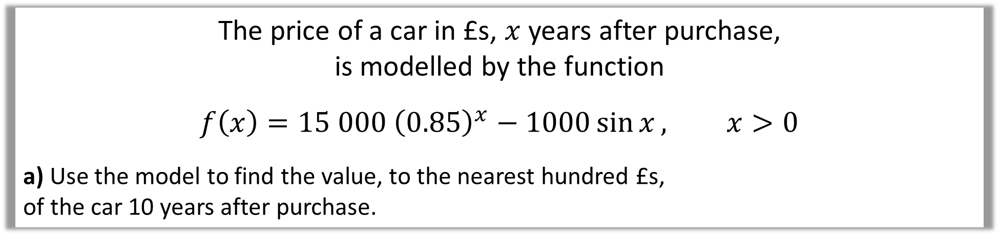 The price of a car in £s, x years after purchase,
is modelled by the function
f(x) = 15 000 (0.85)^x − 1000 sin x ,  x > 0
a) Use the model to find the value, to the nearest hundred £s,
of the car 10 years after purchase.